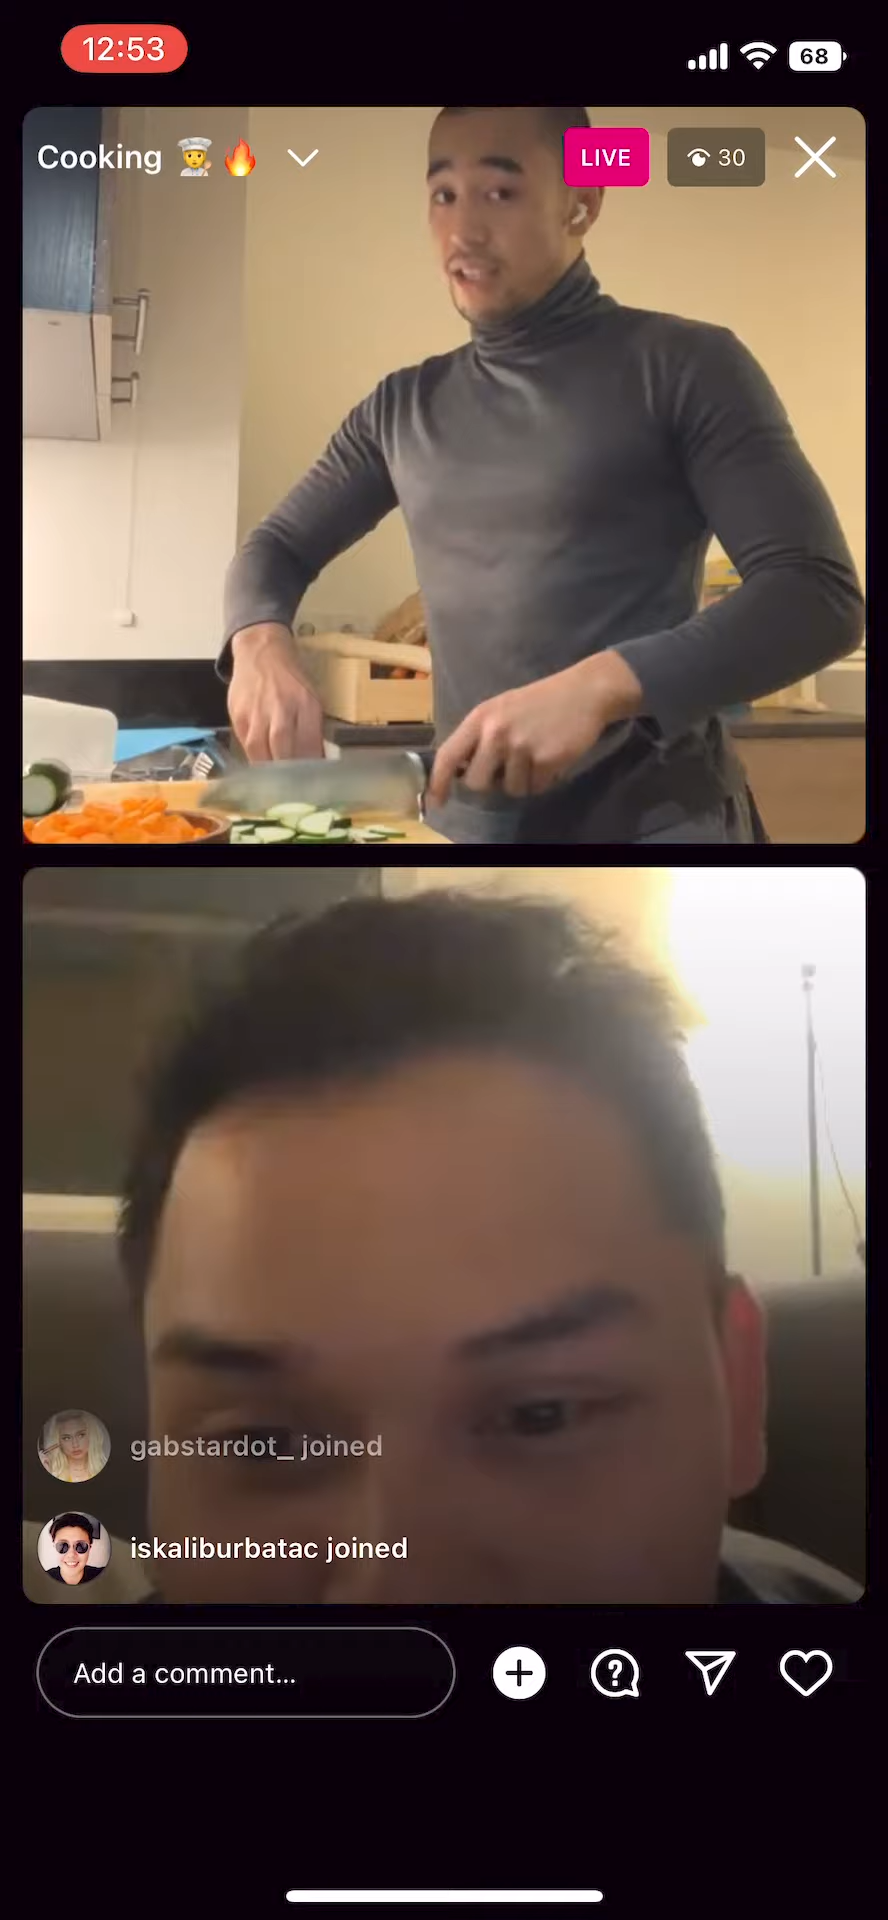 12:53
68
Cooking 🧑‍🍳🔥
LIVE
30
gabstardot_ joined
iskaliburbatac joined
Add a comment...